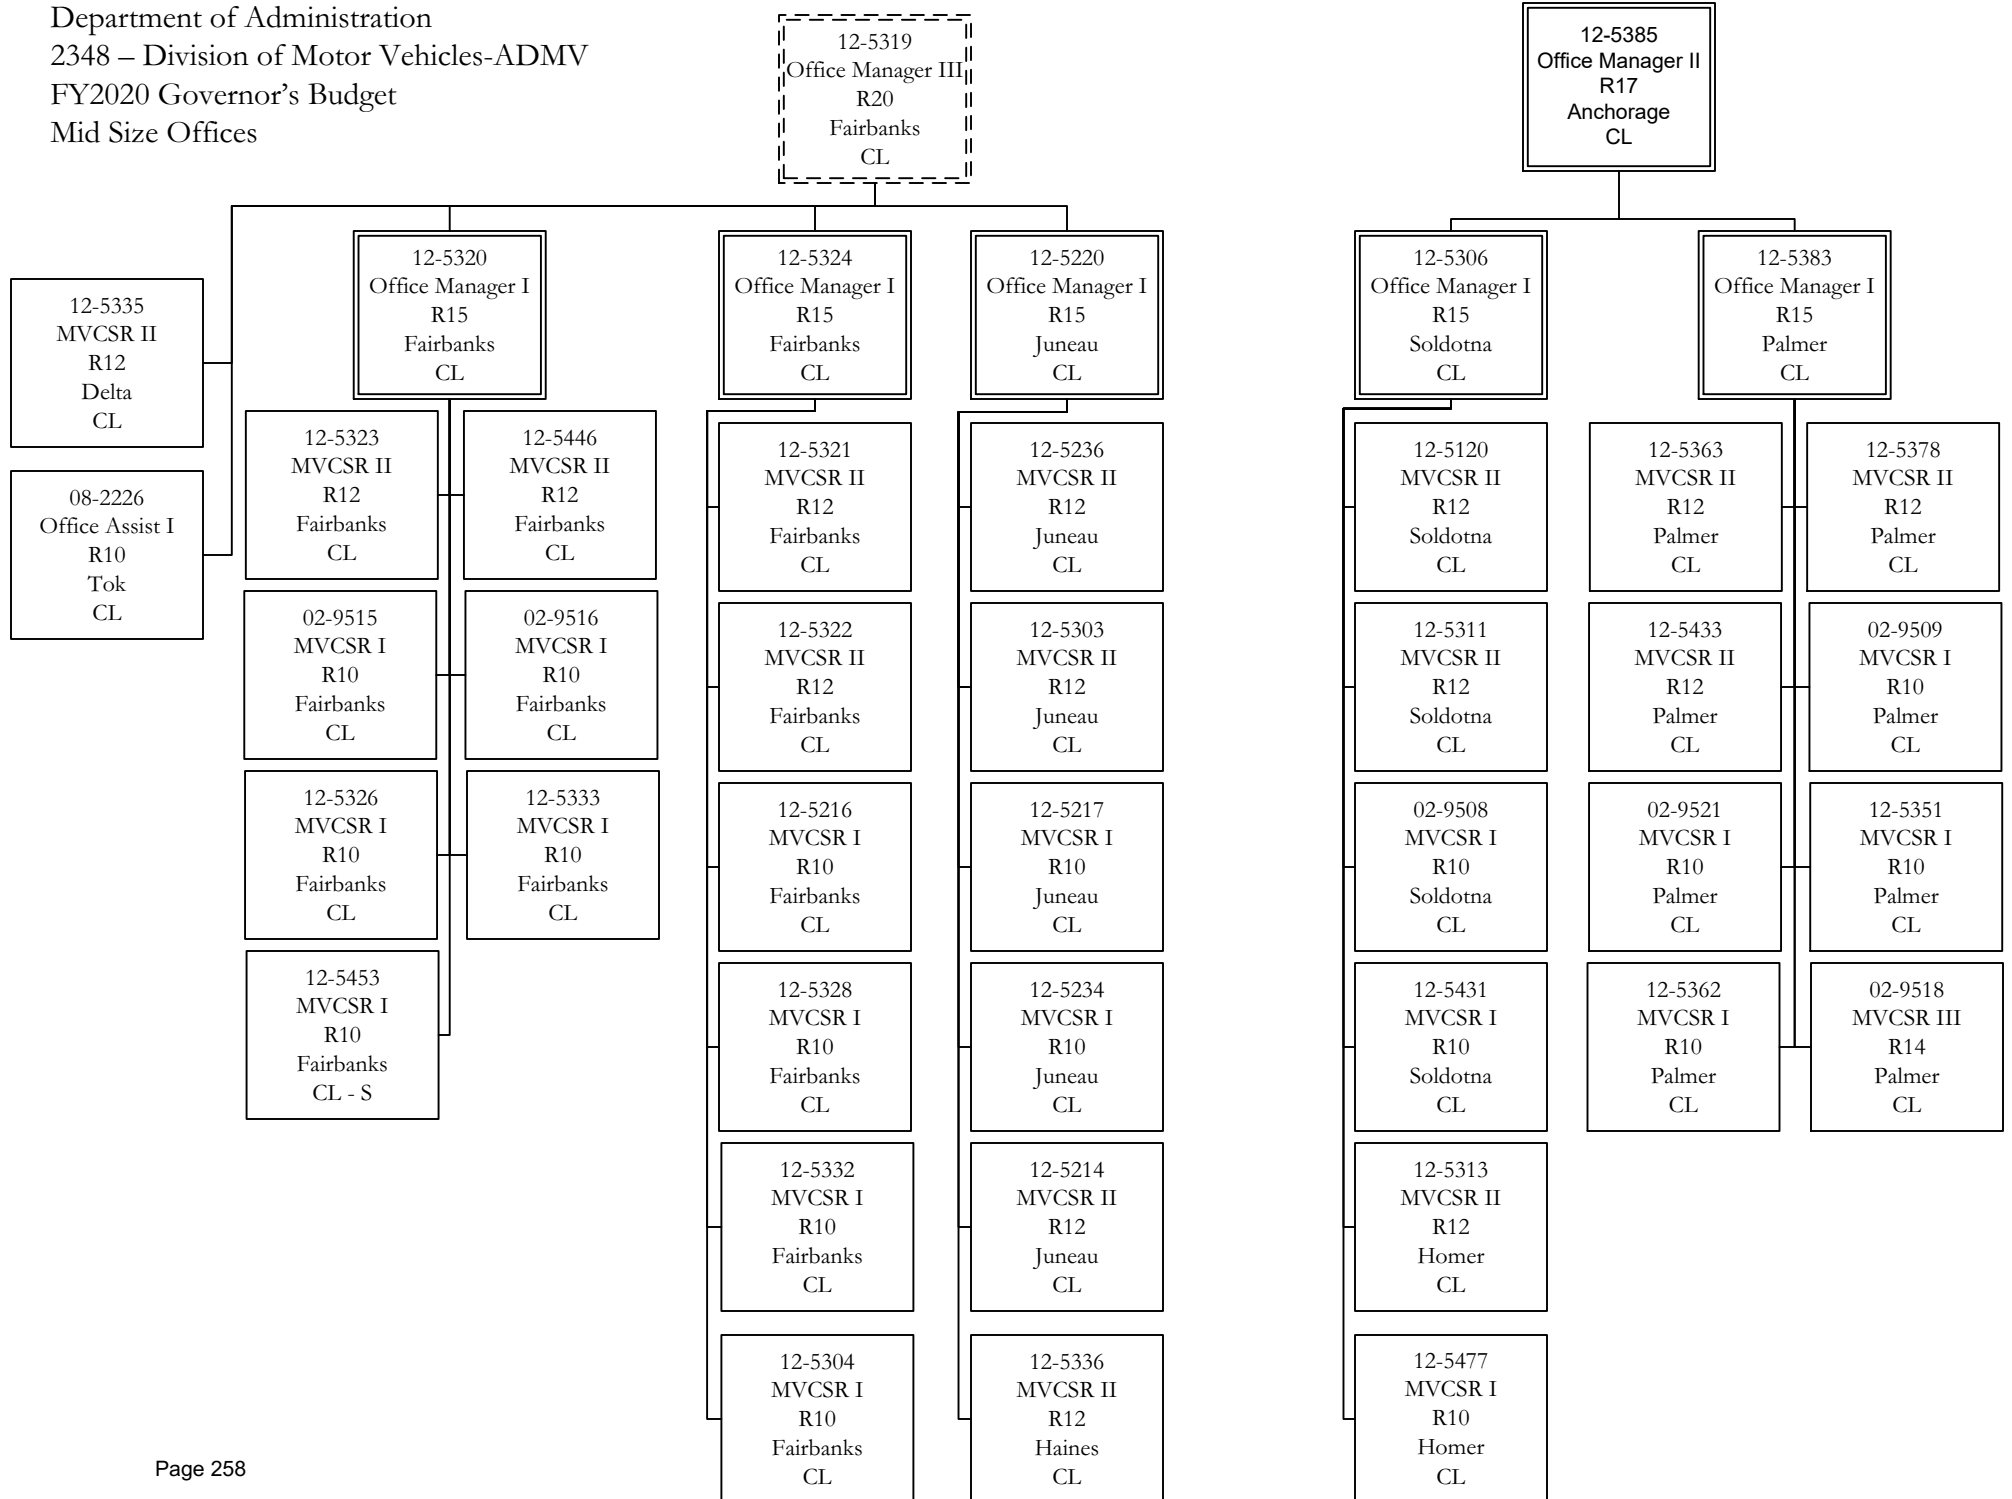 Department of Administration
2348 – Division of Motor Vehicles-ADMV
FY2020 Governor's Budget
Mid Size Offices
12-5319
Office Manager III
R20
Fairbanks
CL
12-5385
Office Manager II
R17
Anchorage
CL
12-5335
MVCSR II
R12
Delta
CL
08-2226
Office Assist I
R10
Tok
CL
12-5320
Office Manager I
R15
Fairbanks
CL
12-5323
MVCSR II
R12
Fairbanks
CL
12-5446
MVCSR II
R12
Fairbanks
CL
02-9515
MVCSR I
R10
Fairbanks
CL
02-9516
MVCSR I
R10
Fairbanks
CL
12-5326
MVCSR I
R10
Fairbanks
CL
12-5333
MVCSR I
R10
Fairbanks
CL
12-5453
MVCSR I
R10
Fairbanks
CL - S
12-5324
Office Manager I
R15
Fairbanks
CL
12-5321
MVCSR II
R12
Fairbanks
CL
12-5322
MVCSR II
R12
Fairbanks
CL
12-5216
MVCSR I
R10
Fairbanks
CL
12-5328
MVCSR I
R10
Fairbanks
CL
12-5332
MVCSR I
R10
Fairbanks
CL
12-5304
MVCSR I
R10
Fairbanks
CL
12-5220
Office Manager I
R15
Juneau
CL
12-5236
MVCSR II
R12
Juneau
CL
12-5303
MVCSR II
R12
Juneau
CL
12-5217
MVCSR I
R10
Juneau
CL
12-5234
MVCSR I
R10
Juneau
CL
12-5214
MVCSR II
R12
Juneau
CL
12-5336
MVCSR II
R12
Haines
CL
12-5306
Office Manager I
R15
Soldotna
CL
12-5120
MVCSR II
R12
Soldotna
CL
12-5311
MVCSR II
R12
Soldotna
CL
02-9508
MVCSR I
R10
Soldotna
CL
12-5431
MVCSR I
R10
Soldotna
CL
12-5313
MVCSR II
R12
Homer
CL
12-5477
MVCSR I
R10
Homer
CL
12-5383
Office Manager I
R15
Palmer
CL
12-5363
MVCSR II
R12
Palmer
CL
12-5378
MVCSR II
R12
Palmer
CL
12-5433
MVCSR II
R12
Palmer
CL
02-9509
MVCSR I
R10
Palmer
CL
02-9521
MVCSR I
R10
Palmer
CL
12-5351
MVCSR I
R10
Palmer
CL
12-5362
MVCSR I
R10
Palmer
CL
02-9518
MVCSR III
R14
Palmer
CL
Page 258